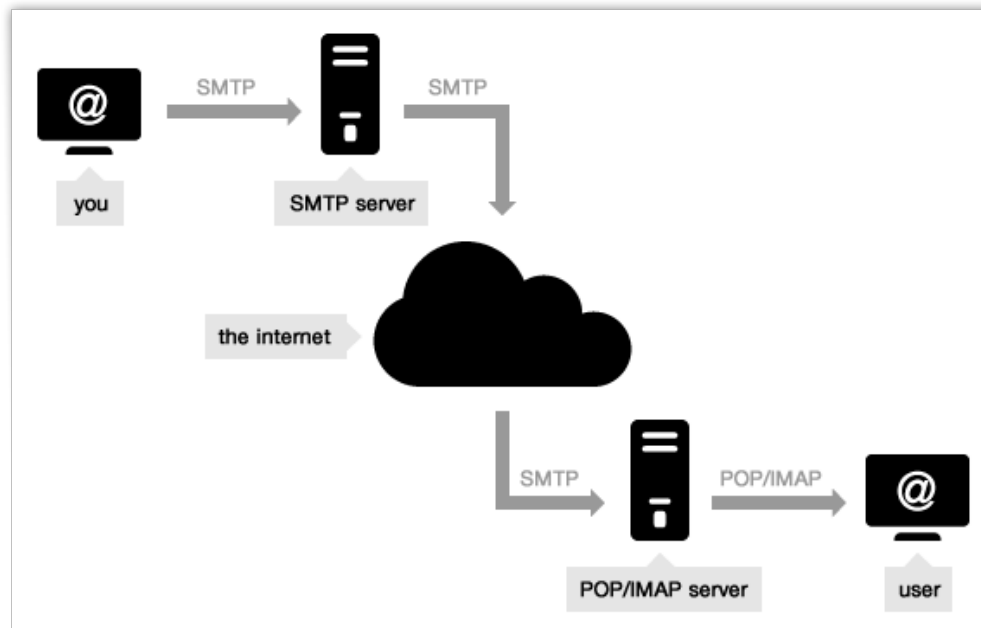 @
SMTP
SMTP
you
SMTP server
the internet
SMTP
POP/IMAP
@
POP/IMAP server
user